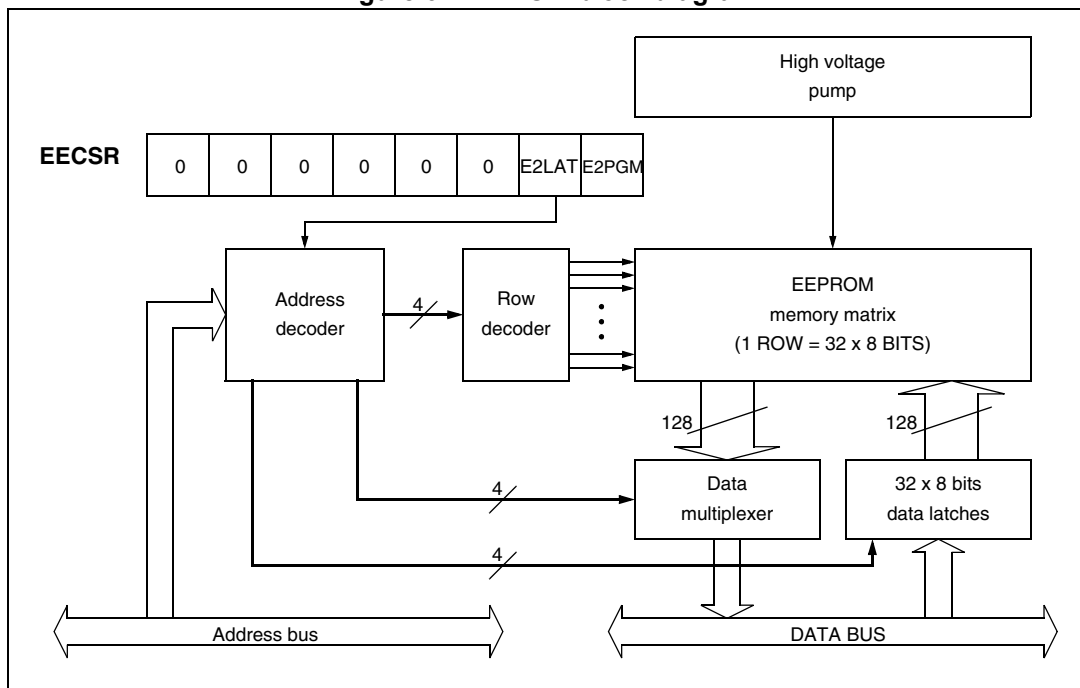 High voltage
pump
EECSR
0 0 0 0 0 0 E2LAT E2PGM
Address
decoder
4
Row
decoder
EEPROM
memory matrix
(1 ROW = 32 x 8 BITS)
128
128
4
Data
multiplexer
32 x 8 bits
data latches
4
Address bus
DATA BUS